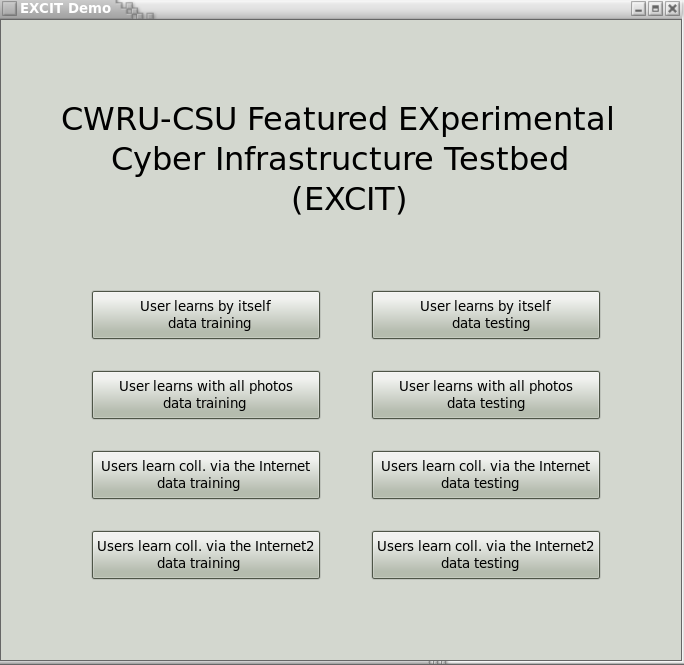 EXCIT Demo
CWRU-CSU Featured EXperimental
Cyber Infrastructure Testbed
(EXCIT)
User learns by itself
data training
User learns by itself
data testing
User learns with all photos
data training
User learns with all photos
data testing
Users learn coll. via the Internet
data training
Users learn coll. via the Internet
data testing
Users learn coll. via the Internet2
data training
Users learn coll. via the Internet2
data testing